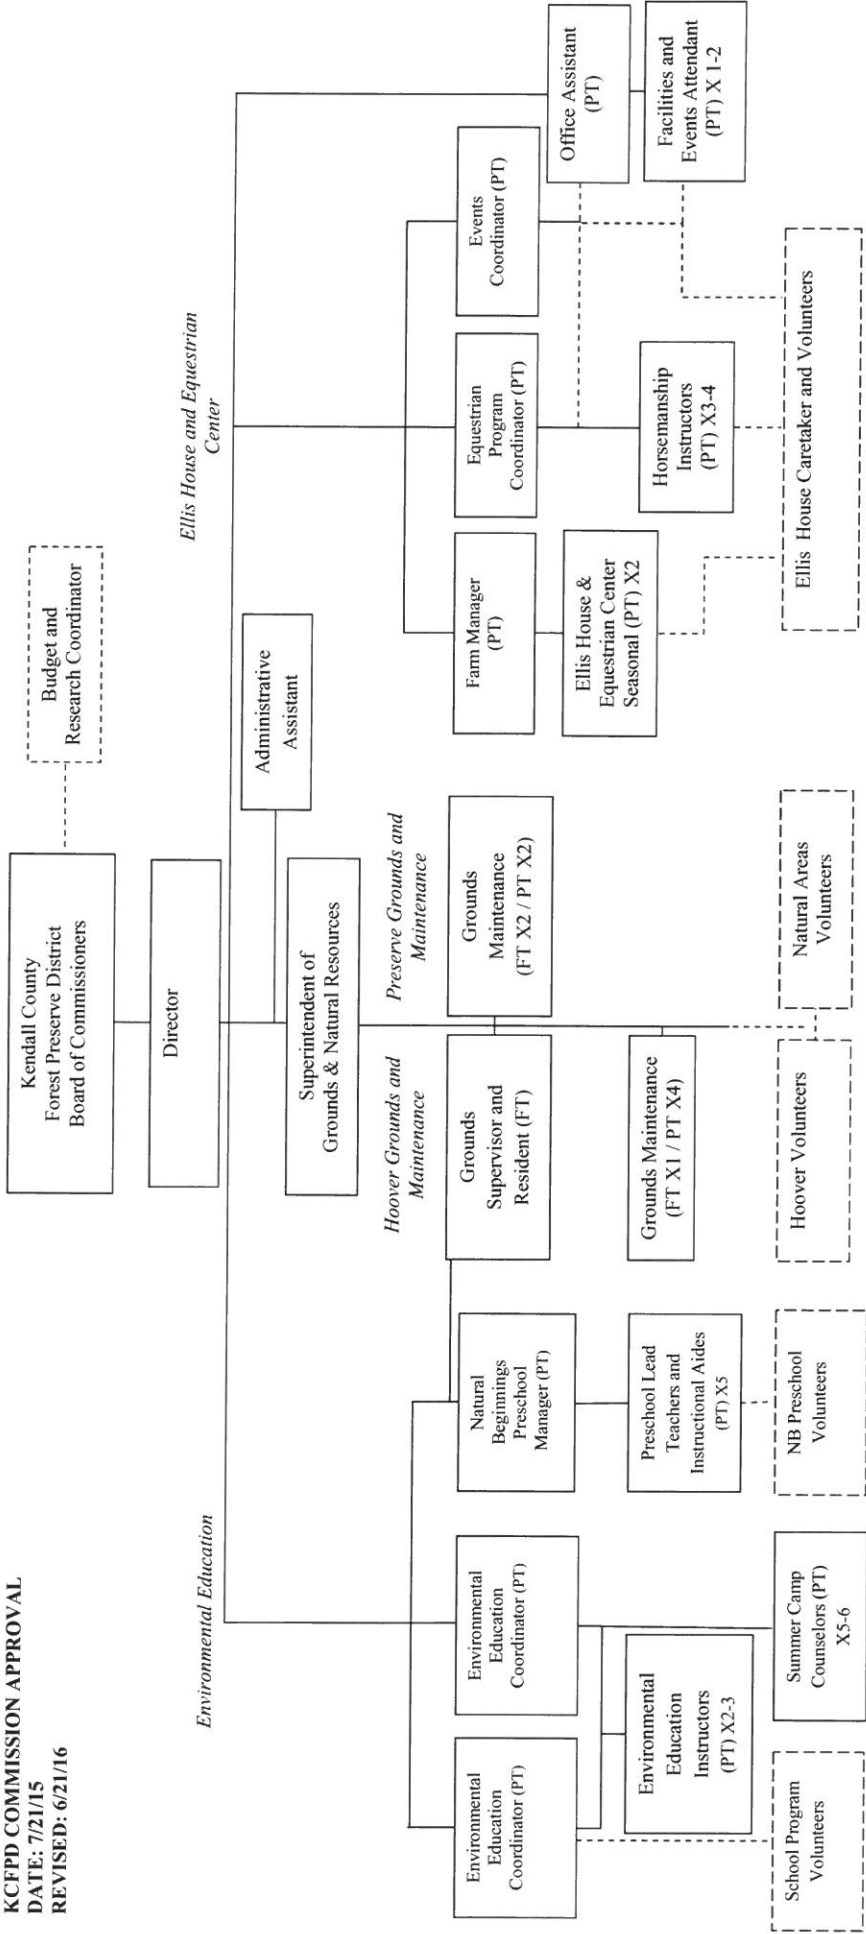 KCFPD COMMISSION APPROVAL
DATE: 7/21/15
REVISED: 6/21/16
Kendall County
Forest Preserve District
Board of Commissioners
Budget and
Research Coordinator
Director
Environmental Education
Ellis House and Equestrian
Center
Administrative
Assistant
Superintendent of
Grounds & Natural Resources
Hoover Grounds and
Maintenance
Preserve Grounds and
Maintenance
Environmental
Education
Coordinator (PT)
Environmental
Education
Coordinator (PT)
Natural
Beginnings
Preschool
Manager (PT)
Grounds
Supervisor and
Resident (FT)
Grounds
Maintenance
(FT X2 / PT X2)
Farm Manager
(PT)
Equestrian
Program
Coordinator (PT)
Events
Coordinator (PT)
Office Assistant
(PT)
Ellis House &
Equestrian Center
Seasonal (PT) X2
Environmental
Education
Instructors
(PT) X2-3
Preschool Lead
Teachers and
Instructional Aides
(PT) X5
Grounds Maintenance
(FT X1 / PT X4)
Horsemanship
Instructors
(PT) X3-4
Facilities and
Events Attendant
(PT) X 1-2
School Program
Volunteers
Summer Camp
Counselors (PT)
X5-6
NB Preschool
Volunteers
Hoover Volunteers
Natural Areas
Volunteers
Ellis House Caretaker and Volunteers